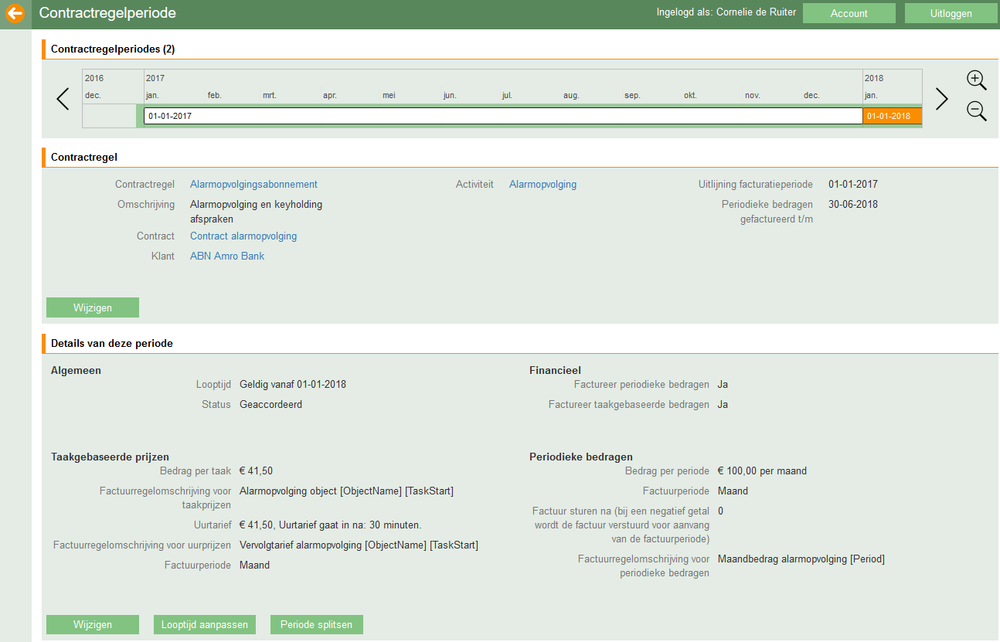 Contractregelperiode
Ingelogd als: Cornelie de Ruiter
Account
Uitloggen
Contractregelperiodes (2)
2016 2017 2018
dec. jan. feb. mrt. apr. mei jun. jul. aug. sep. okt. nov. dec. jan.
01-01-2017 01-01-2018
Contractregel
Contractregel Alarmopvolgingsabonnement
Omschrijving Alarmopvolging en keyholding
afspraken
Contract Contract alarmopvolging
Klant ABN Amro Bank
Activiteit Alarmopvolging
Uitlijning facturatieperiode 01-01-2017
Periodieke bedragen 30-06-2018
gefactureerd t/m
Wijzigen
Details van deze periode
Algemeen
Looptijd Geldig vanaf 01-01-2018
Status Geaccordeerd
Financieel
Factureer periodieke bedragen Ja
Factureer taakgebaseerde bedragen Ja
Taakgebaseerde prijzen
Bedrag per taak € 41,50
Factuurregelomschrijving voor Alarmopvolging object [ObjectName] [TaskStart]
taakprijzen
Uurtarief € 41,50, Uurtarief gaat in na: 30 minuten.
Factuurregelomschrijving voor uurprijzen Vervolgtarief alarmopvolging [ObjectName] [TaskStart]
Factuurperiode Maand
Periodieke bedragen
Bedrag per periode € 100,00 per maand
Factuurperiode Maand
Factuur sturen na (bij een negatief getal 0
wordt de factuur verstuurd voor aanvang
van de factuurperiode)
Factuurregelomschrijving voor Maandbedrag alarmopvolging [Period]
periodieke bedragen
Wijzigen
Looptijd aanpassen
Periode splitsen